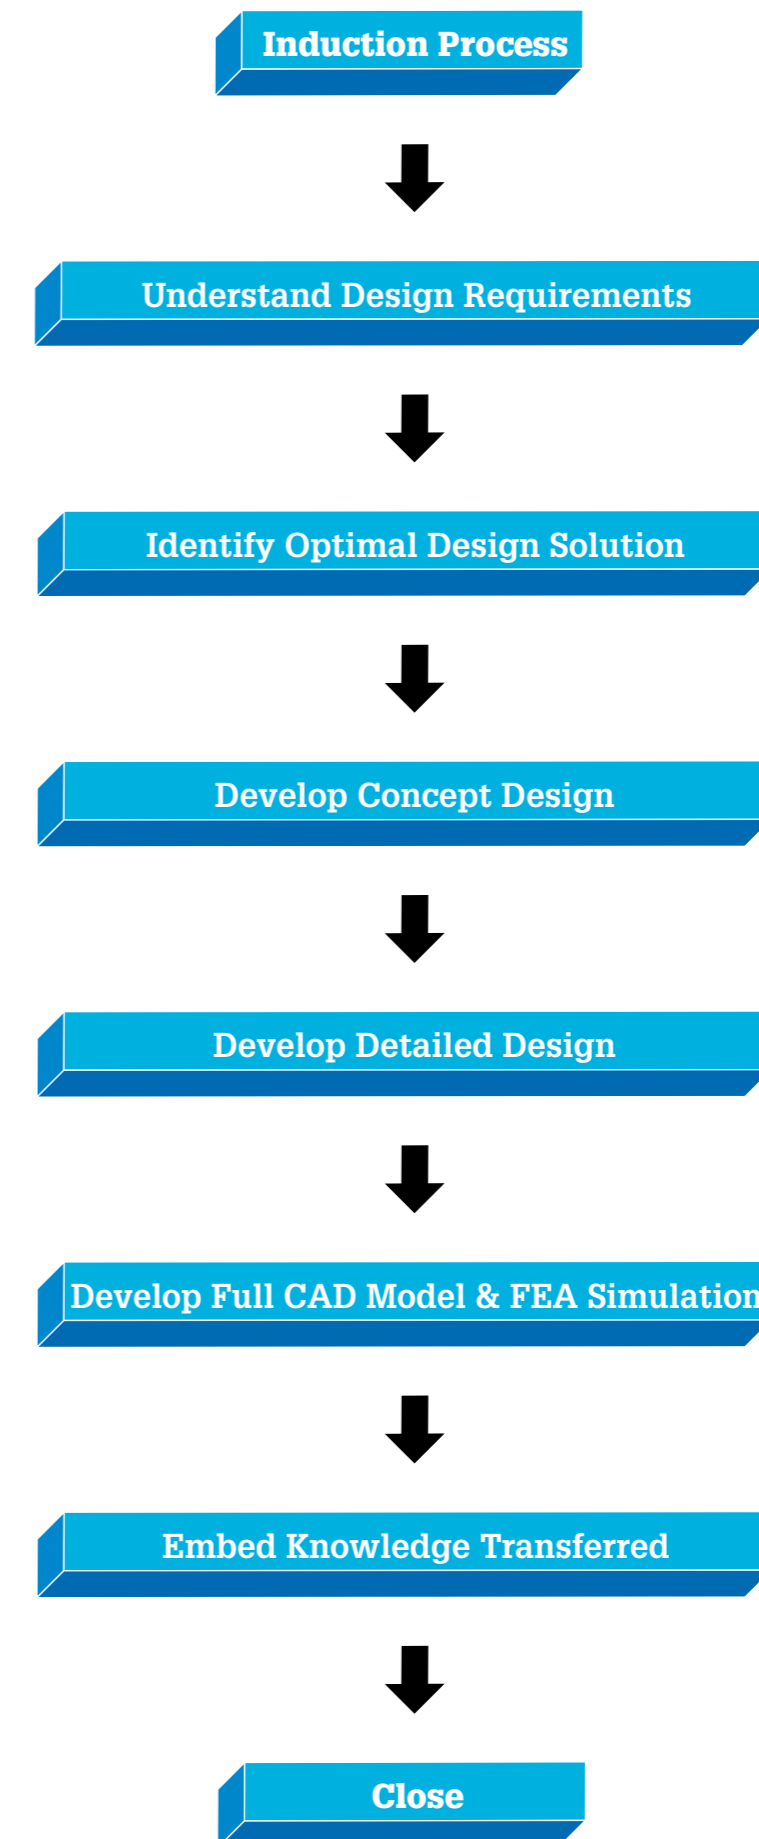 Induction Process
Understand Design Requirements
Identify Optimal Design Solution
Develop Concept Design
Develop Detailed Design
Develop Full CAD Model & FEA Simulation
Embed Knowledge Transferred
Close